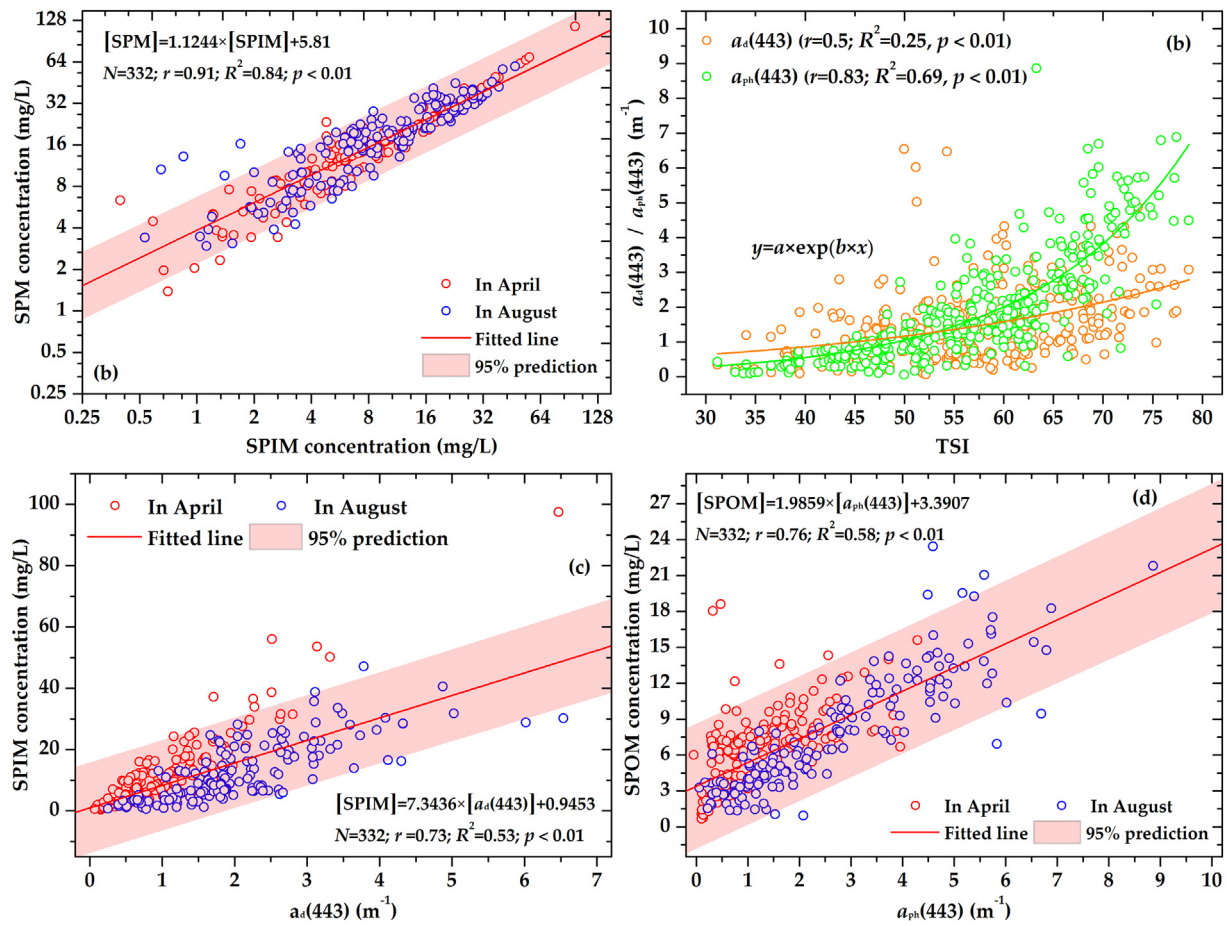 [SPM]=1.1244×[SPIM]+5.81
N=332; r =0.91; R²=0.84; p < 0.01
In April
In August
Fitted line
95% prediction
(b)
128
64
32
16
8
4
2
1
0.5
0.25
0.25 0.5 1 2 4 8 16 32 64 128
SPM concentration (mg/L)
SPIM concentration (mg/L)
ad(443) (r=0.5; R²=0.25, p < 0.01)
(b)
aph(443) (r=0.83; R²=0.69, p < 0.01)
y=a×exp(b×x)
10
9
8
7
6
5
4
3
2
1
0
30 35 40 45 50 55 60 65 70 75 80
ad(443) / aph(443) (m⁻¹)
TSI
In April In August
Fitted line 95% prediction
(c)
[SPIM]=7.3436×[ad(443)]+0.9453
N=332; r =0.73; R²=0.53; p < 0.01
100
80
60
40
20
0
0 1 2 3 4 5 6 7
SPIM concentration (mg/L)
ad(443) (m⁻¹)
[SPOM]=1.9859×[aph(443)]+3.3907
(d)
N=332; r =0.76; R²=0.58; p < 0.01
In April In August
Fitted line 95% prediction
27
24
21
18
15
12
9
6
3
0
0 1 2 3 4 5 6 7 8 9 10
SPOM concentration (mg/L)
aph(443) (m⁻¹)